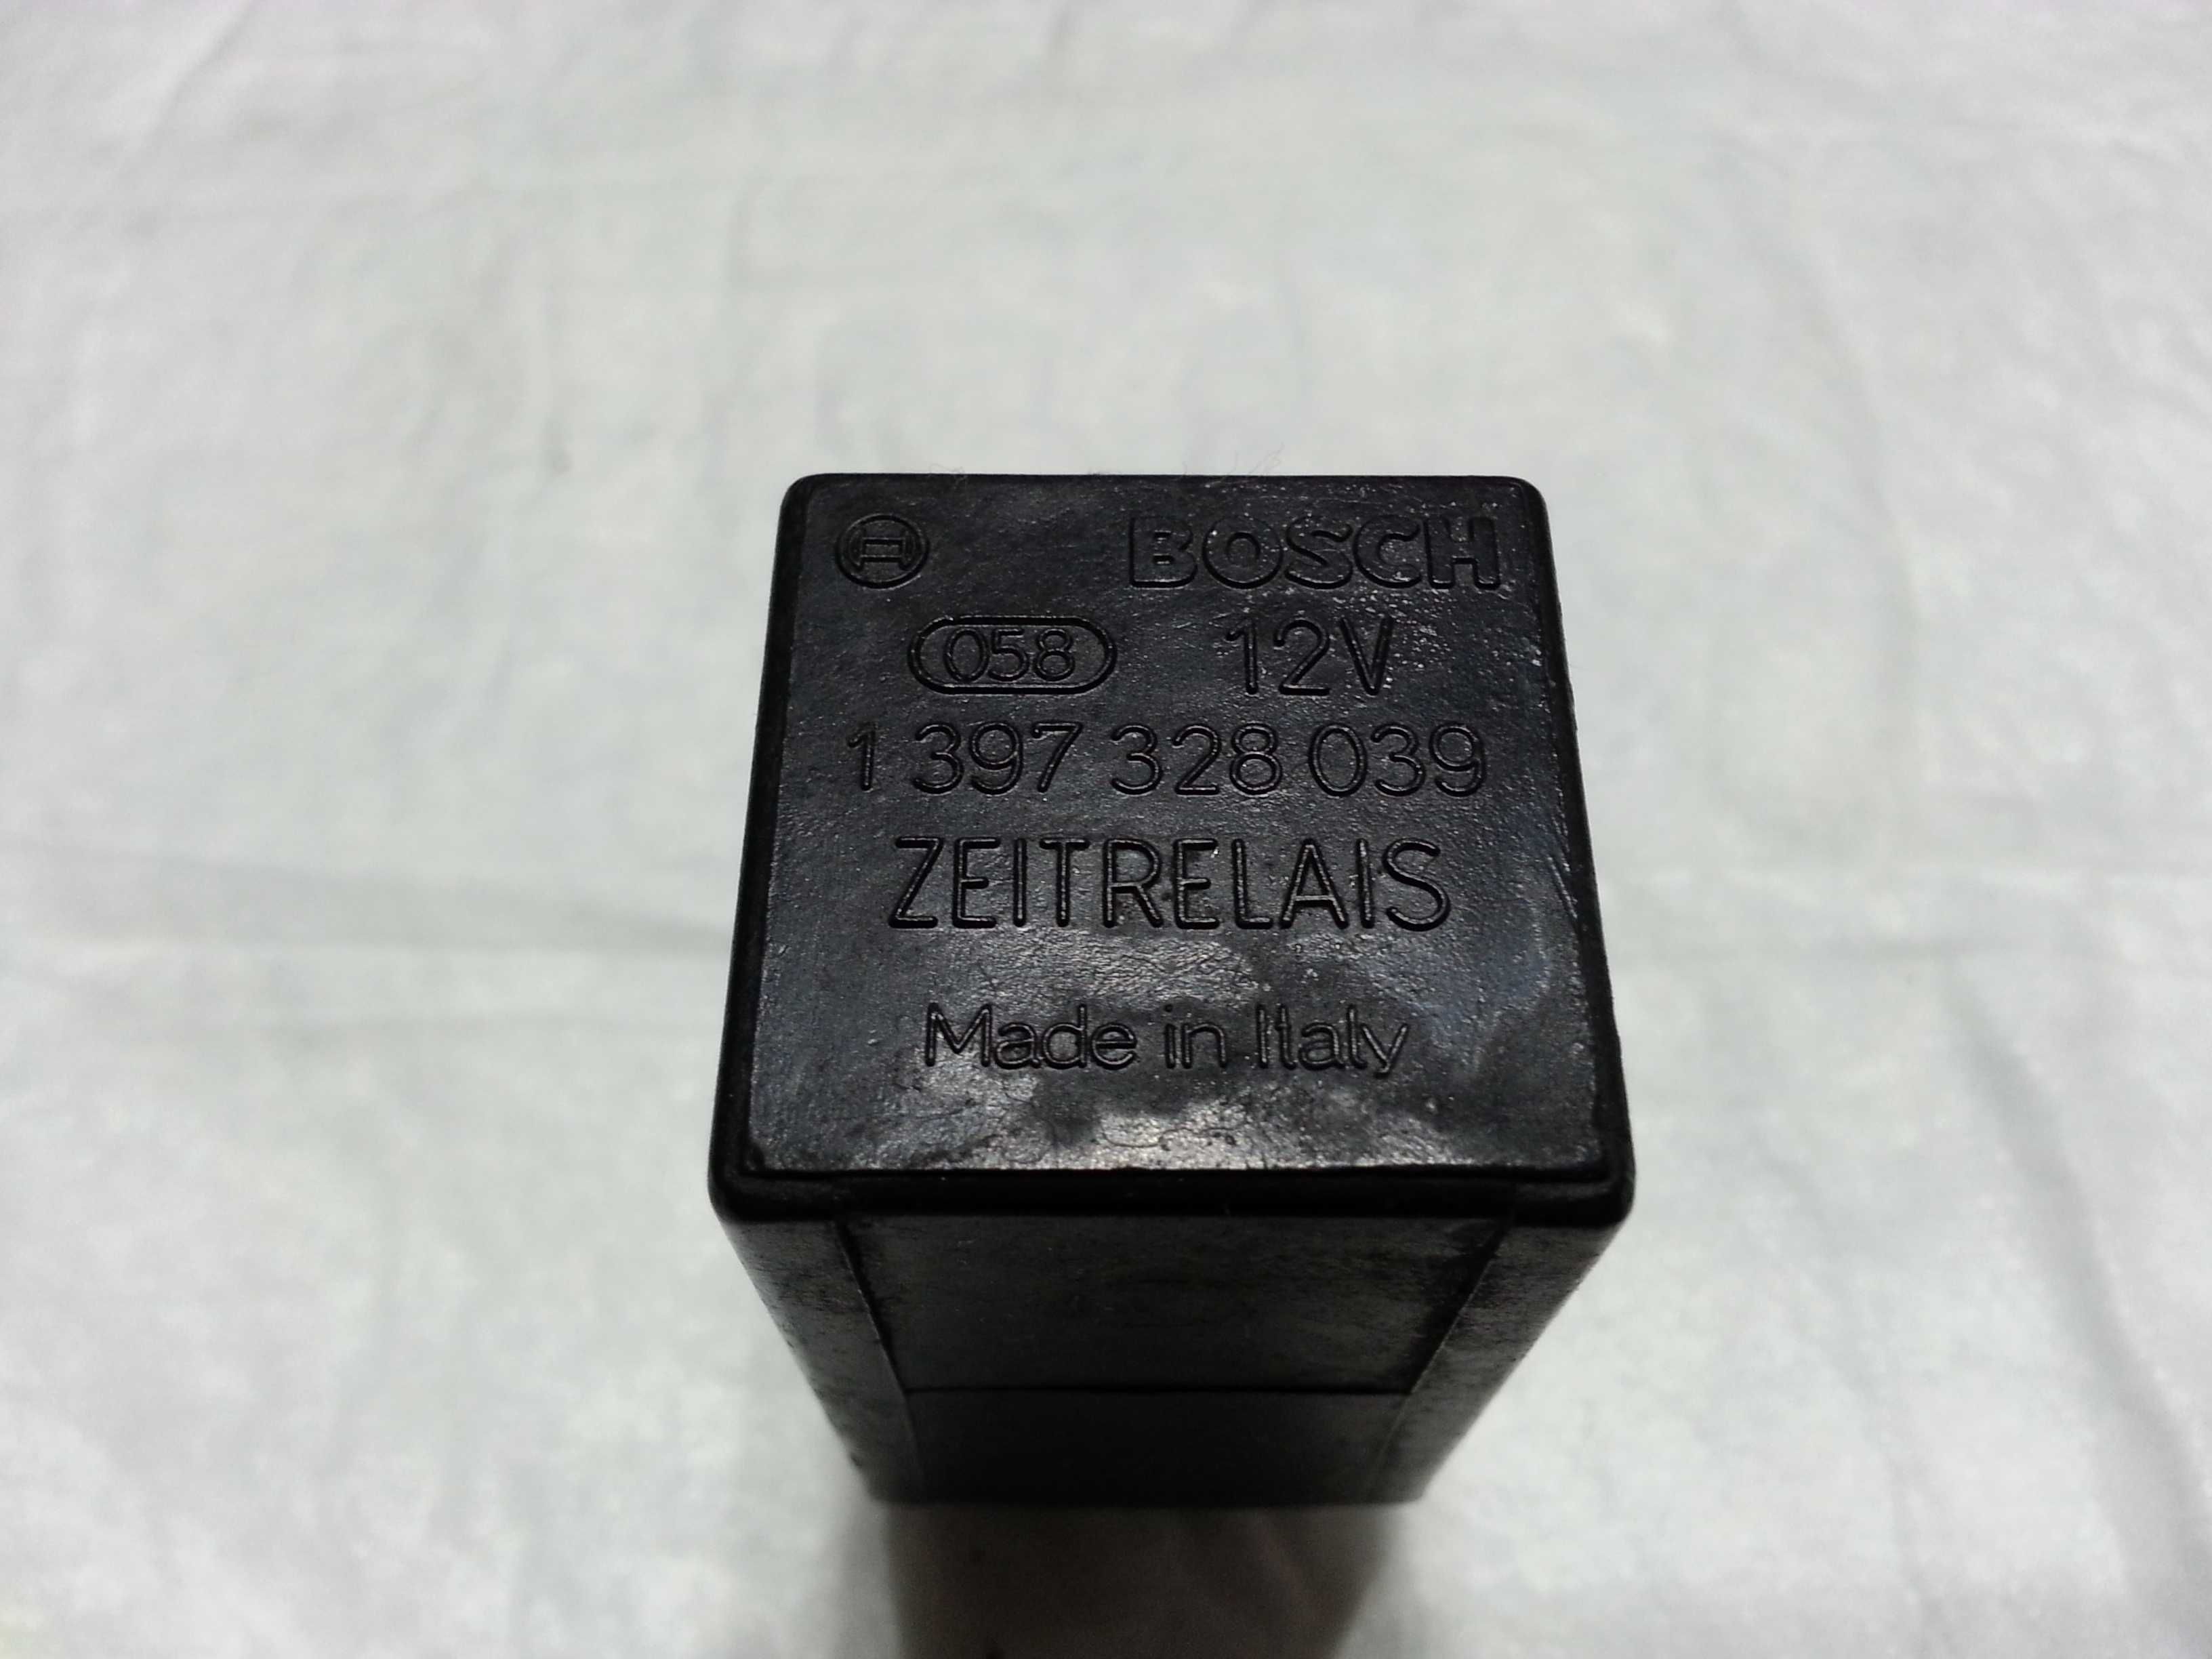 BOSCH
058 12V
1 397 328 039
ZEITRELAIS
Made in Italy